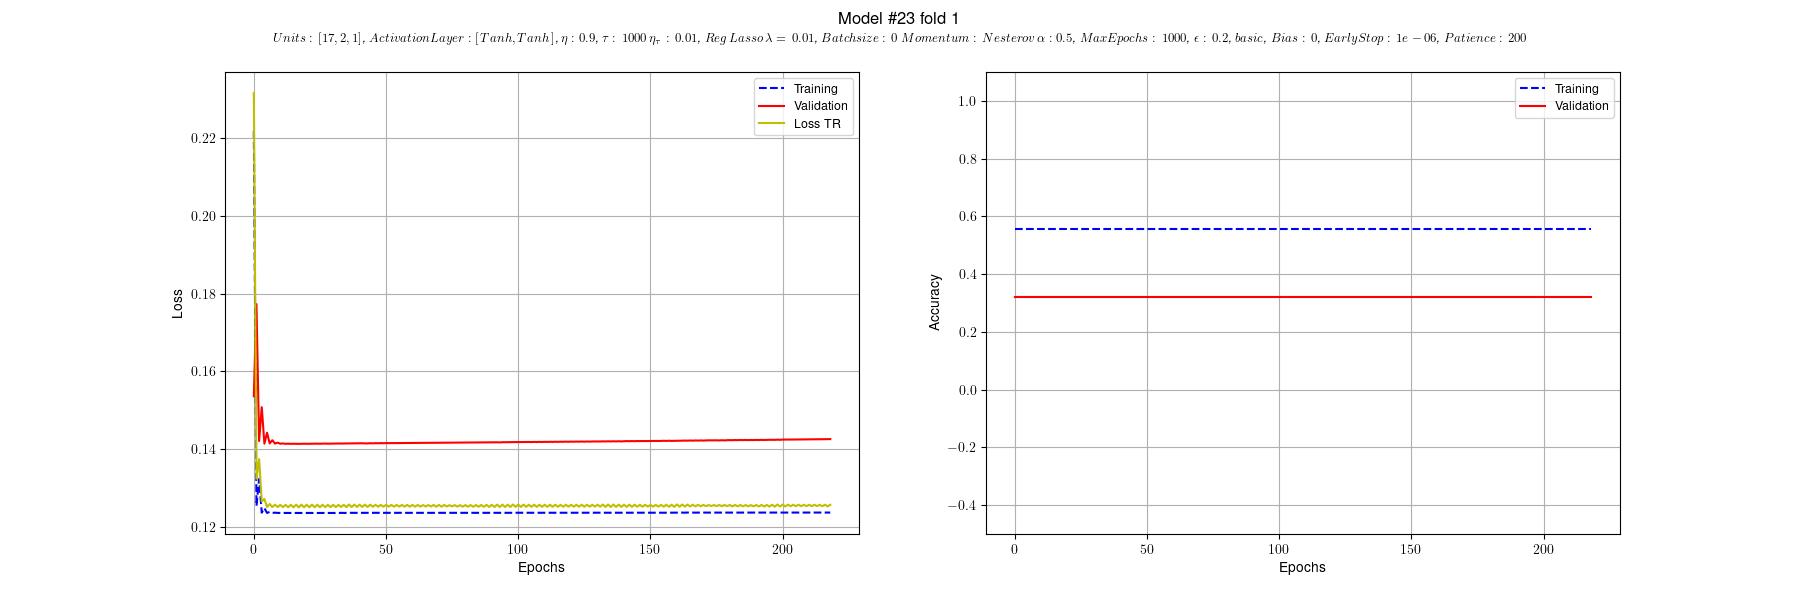 Model #23 fold 1
Units : [17, 2, 1], ActivationLayer : [Tanh, Tanh], η : 0.9, τ : 1000 η_τ : 0.01, Reg Lasso λ = 0.01, Batchsize : 0 Momentum : Nesterov α : 0.5, MaxEpochs : 1000, ϵ : 0.2, basic, Bias : 0, EarlyStop : 1e − 06, Patience : 200
Training
Validation
Loss TR
0.22
0.20
0.18
0.16
0.14
0.12
Loss
0 50 100 150 200
Epochs
Training
Validation
1.0
0.8
0.6
0.4
0.2
0.0
−0.2
−0.4
Accuracy
0 50 100 150 200
Epochs